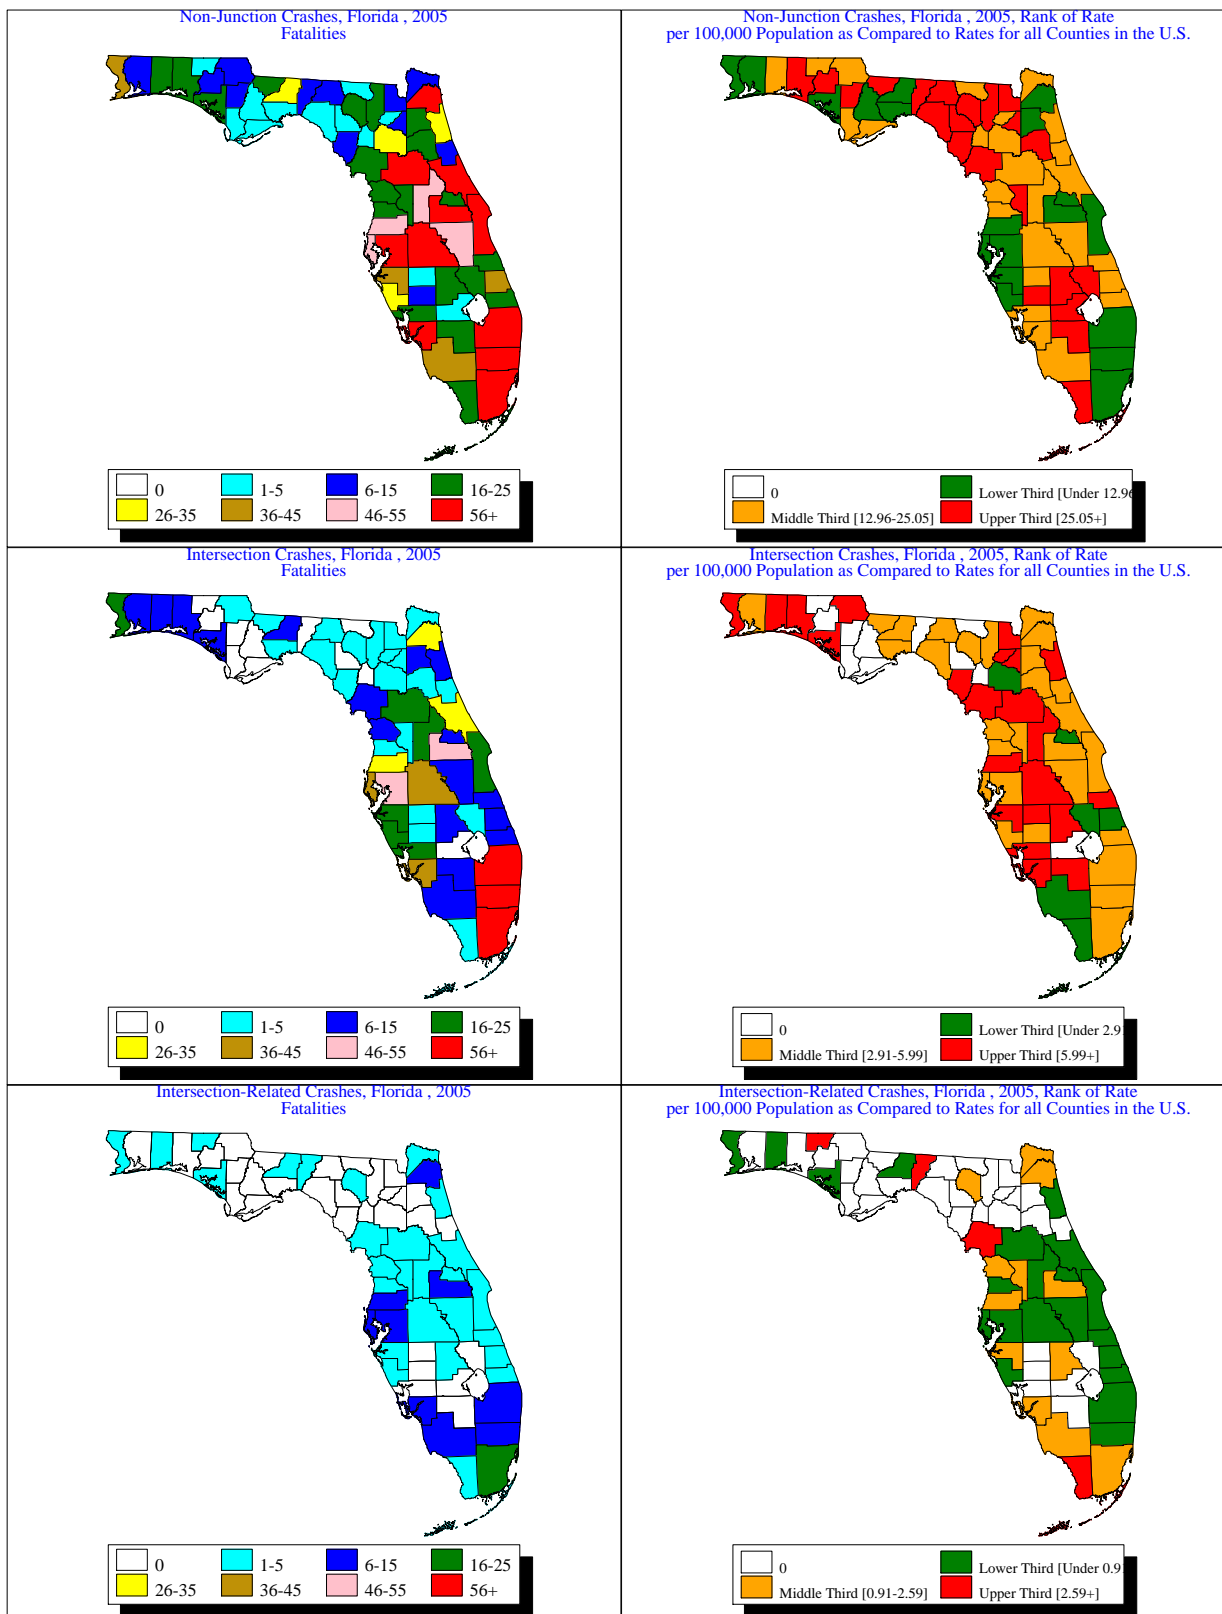 Non-Junction Crashes, Florida , 2005
Fatalities
0
1-5
6-15
16-25
26-35
36-45
46-55
56+
Non-Junction Crashes, Florida , 2005, Rank of Rate
per 100,000 Population as Compared to Rates for all Counties in the U.S.
0
Lower Third [Under 12.96
Middle Third [12.96-25.05]
Upper Third [25.05+]
Intersection Crashes, Florida , 2005
Fatalities
0
1-5
6-15
16-25
26-35
36-45
46-55
56+
Intersection Crashes, Florida , 2005, Rank of Rate
per 100,000 Population as Compared to Rates for all Counties in the U.S.
0
Lower Third [Under 2.91
Middle Third [2.91-5.99]
Upper Third [5.99+]
Intersection-Related Crashes, Florida , 2005
Fatalities
0
1-5
6-15
16-25
26-35
36-45
46-55
56+
Intersection-Related Crashes, Florida , 2005, Rank of Rate
per 100,000 Population as Compared to Rates for all Counties in the U.S.
0
Lower Third [Under 0.91
Middle Third [0.91-2.59]
Upper Third [2.59+]